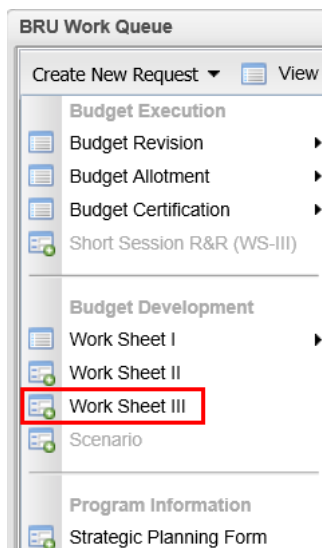 BRU Work Queue
Create New Request View
Budget Execution
Budget Revision
Budget Allotment
Budget Certification
Short Session R&R (WS-III)
Budget Development
Work Sheet I
Work Sheet II
Work Sheet III
Scenario
Program Information
Strategic Planning Form